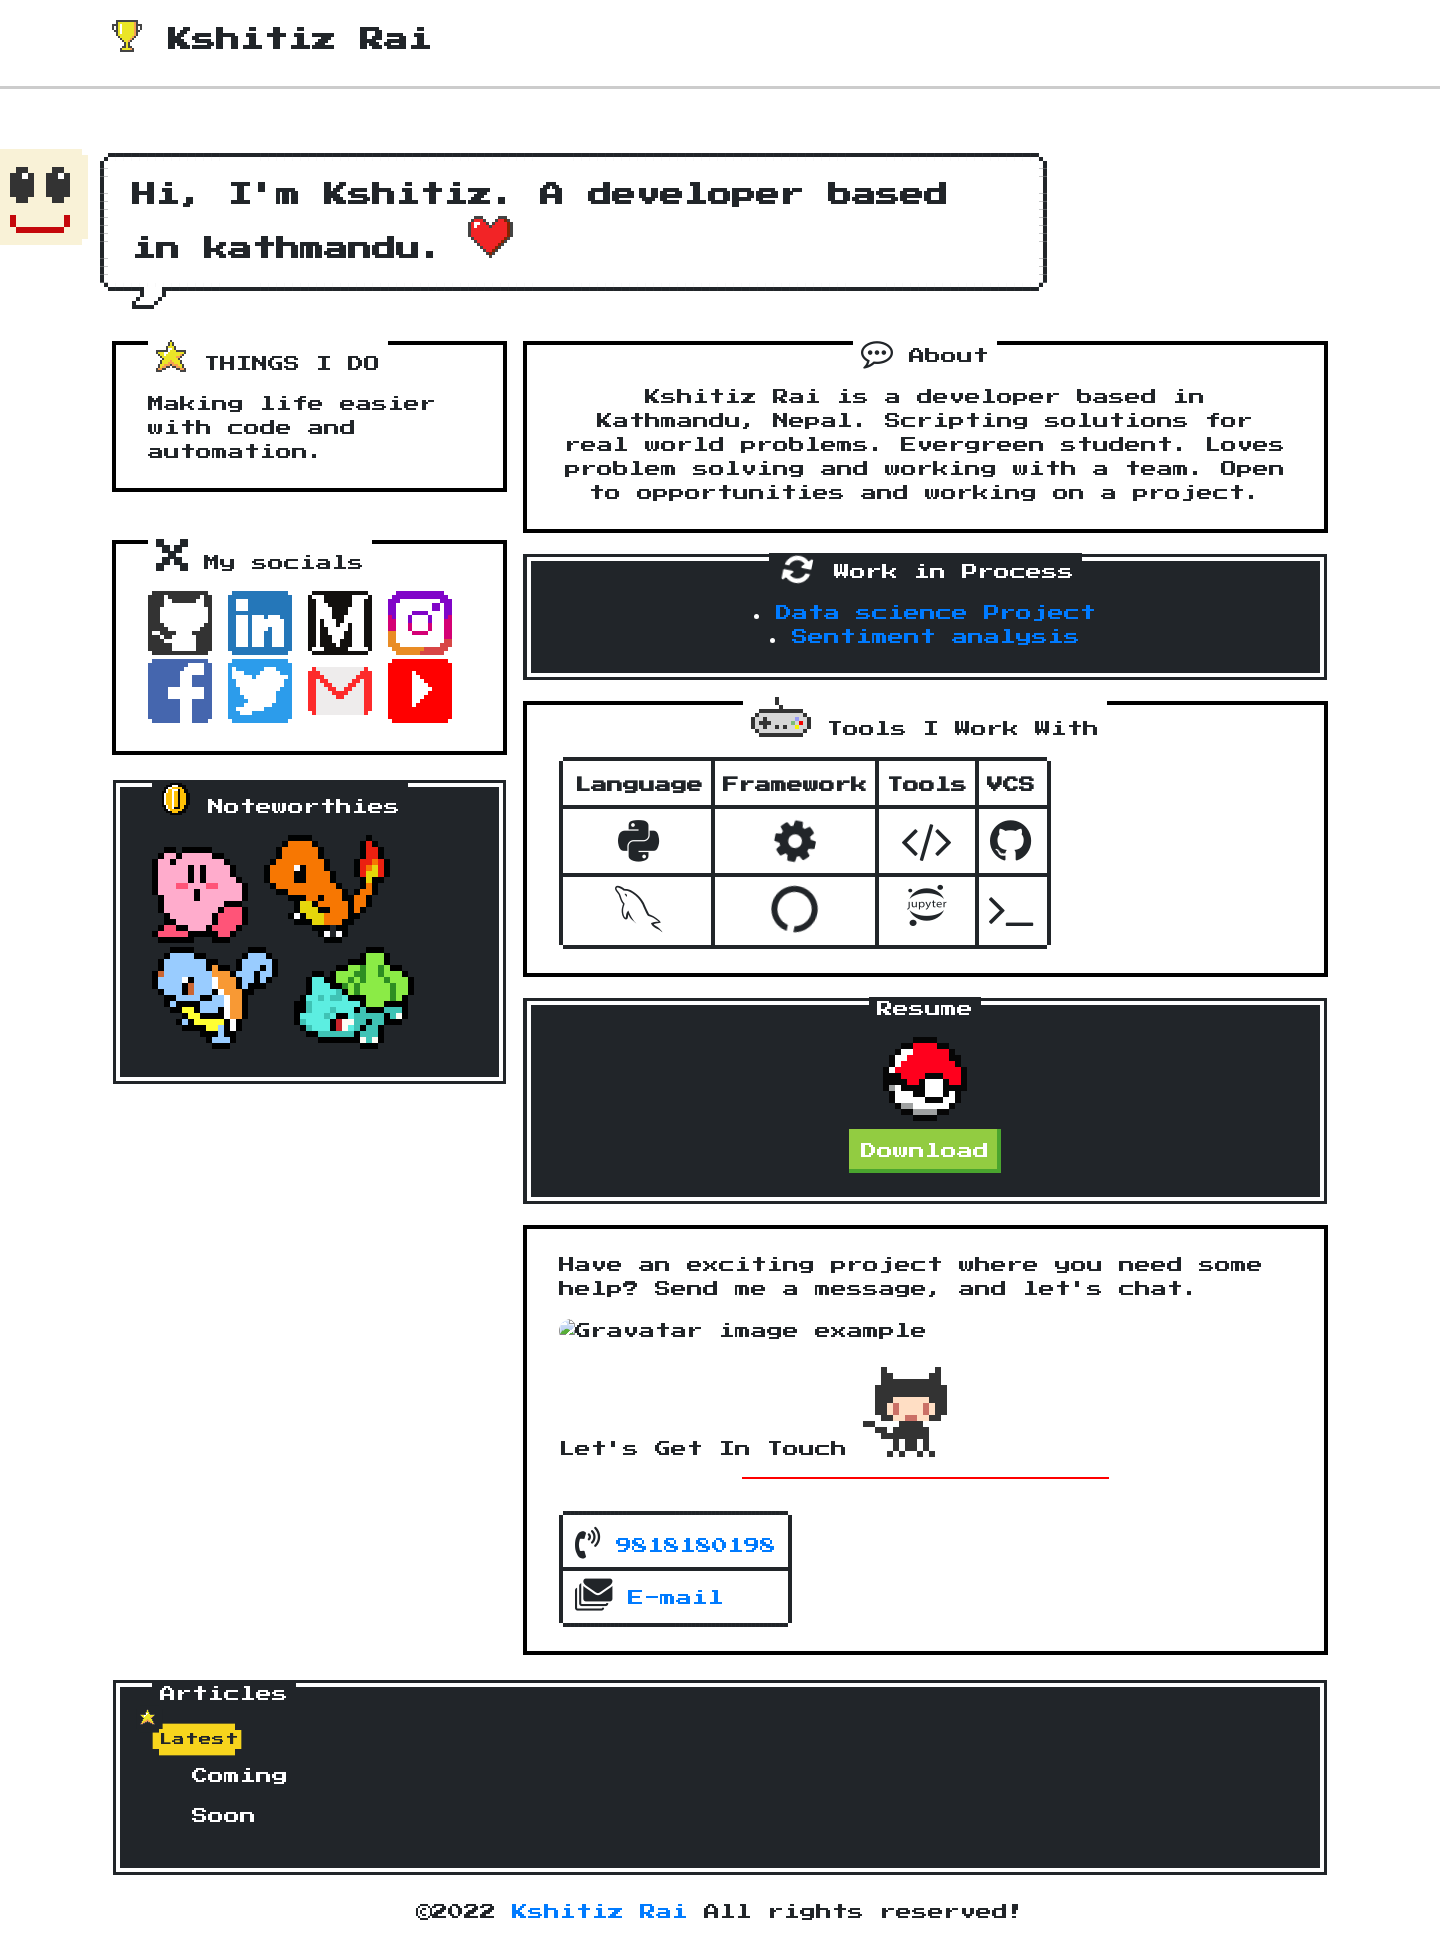 Kshitiz Rai
Hi, I'm Kshitiz. A developer based
in kathmandu.
THINGS I DO
Making life easier
with code and
automation.
My socials
Noteworthies
About
Kshitiz Rai is a developer based in
Kathmandu, Nepal. Scripting solutions for
real world problems. Evergreen student. Loves
problem solving and working with a team. Open
to opportunities and working on a project.
Work in Process
• Data science Project
• Sentiment analysis
Tools I Work With
Language Framework Tools VCS
jupyter
Resume
Download
Have an exciting project where you need some
help? Send me a message, and let's chat.
Gravatar image example
Let's Get In Touch
9818180198
E-mail
Articles
Latest
Coming
Soon
©2022 Kshitiz Rai All rights reserved!